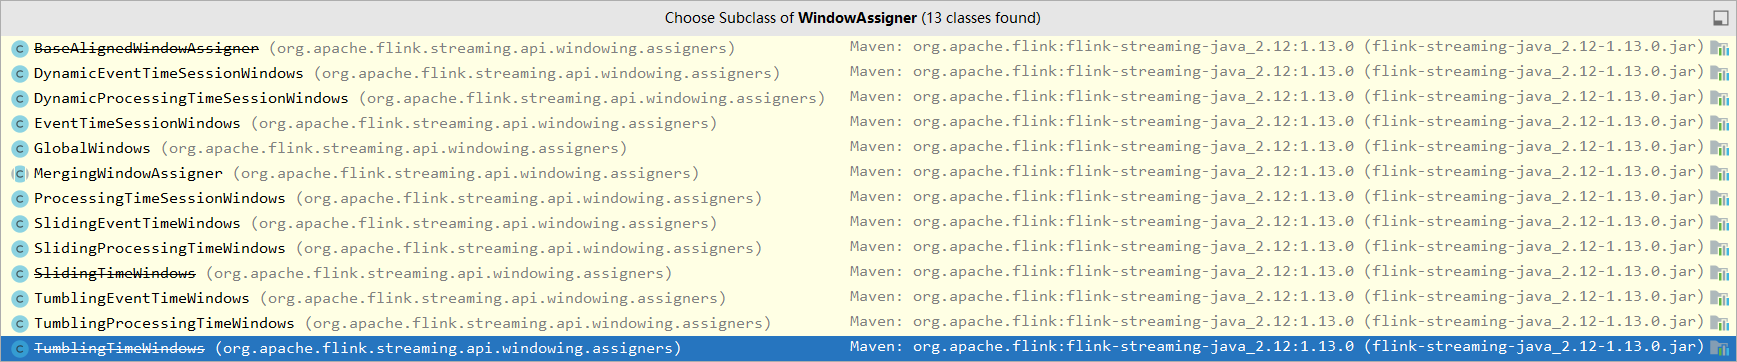 Choose Subclass of WindowAssigner (13 classes found)
BaseAlignedWindowAssigner (org.apache.flink.streaming.api.windowing.assigners) Maven: org.apache.flink:flink-streaming-java_2.12:1.13.0 (flink-streaming-java_2.12-1.13.0.jar)
DynamicEventTimeSessionWindows (org.apache.flink.streaming.api.windowing.assigners) Maven: org.apache.flink:flink-streaming-java_2.12:1.13.0 (flink-streaming-java_2.12-1.13.0.jar)
DynamicProcessingTimeSessionWindows (org.apache.flink.streaming.api.windowing.assigners) Maven: org.apache.flink:flink-streaming-java_2.12:1.13.0 (flink-streaming-java_2.12-1.13.0.jar)
EventTimeSessionWindows (org.apache.flink.streaming.api.windowing.assigners) Maven: org.apache.flink:flink-streaming-java_2.12:1.13.0 (flink-streaming-java_2.12-1.13.0.jar)
GlobalWindows (org.apache.flink.streaming.api.windowing.assigners) Maven: org.apache.flink:flink-streaming-java_2.12:1.13.0 (flink-streaming-java_2.12-1.13.0.jar)
MergingWindowAssigner (org.apache.flink.streaming.api.windowing.assigners) Maven: org.apache.flink:flink-streaming-java_2.12:1.13.0 (flink-streaming-java_2.12-1.13.0.jar)
ProcessingTimeSessionWindows (org.apache.flink.streaming.api.windowing.assigners) Maven: org.apache.flink:flink-streaming-java_2.12:1.13.0 (flink-streaming-java_2.12-1.13.0.jar)
SlidingEventTimeWindows (org.apache.flink.streaming.api.windowing.assigners) Maven: org.apache.flink:flink-streaming-java_2.12:1.13.0 (flink-streaming-java_2.12-1.13.0.jar)
SlidingProcessingTimeWindows (org.apache.flink.streaming.api.windowing.assigners) Maven: org.apache.flink:flink-streaming-java_2.12:1.13.0 (flink-streaming-java_2.12-1.13.0.jar)
SlidingTimeWindows (org.apache.flink.streaming.api.windowing.assigners) Maven: org.apache.flink:flink-streaming-java_2.12:1.13.0 (flink-streaming-java_2.12-1.13.0.jar)
TumblingEventTimeWindows (org.apache.flink.streaming.api.windowing.assigners) Maven: org.apache.flink:flink-streaming-java_2.12:1.13.0 (flink-streaming-java_2.12-1.13.0.jar)
TumblingProcessingTimeWindows (org.apache.flink.streaming.api.windowing.assigners) Maven: org.apache.flink:flink-streaming-java_2.12:1.13.0 (flink-streaming-java_2.12-1.13.0.jar)
TumblingTimeWindows (org.apache.flink.streaming.api.windowing.assigners) Maven: org.apache.flink:flink-streaming-java_2.12:1.13.0 (flink-streaming-java_2.12-1.13.0.jar)